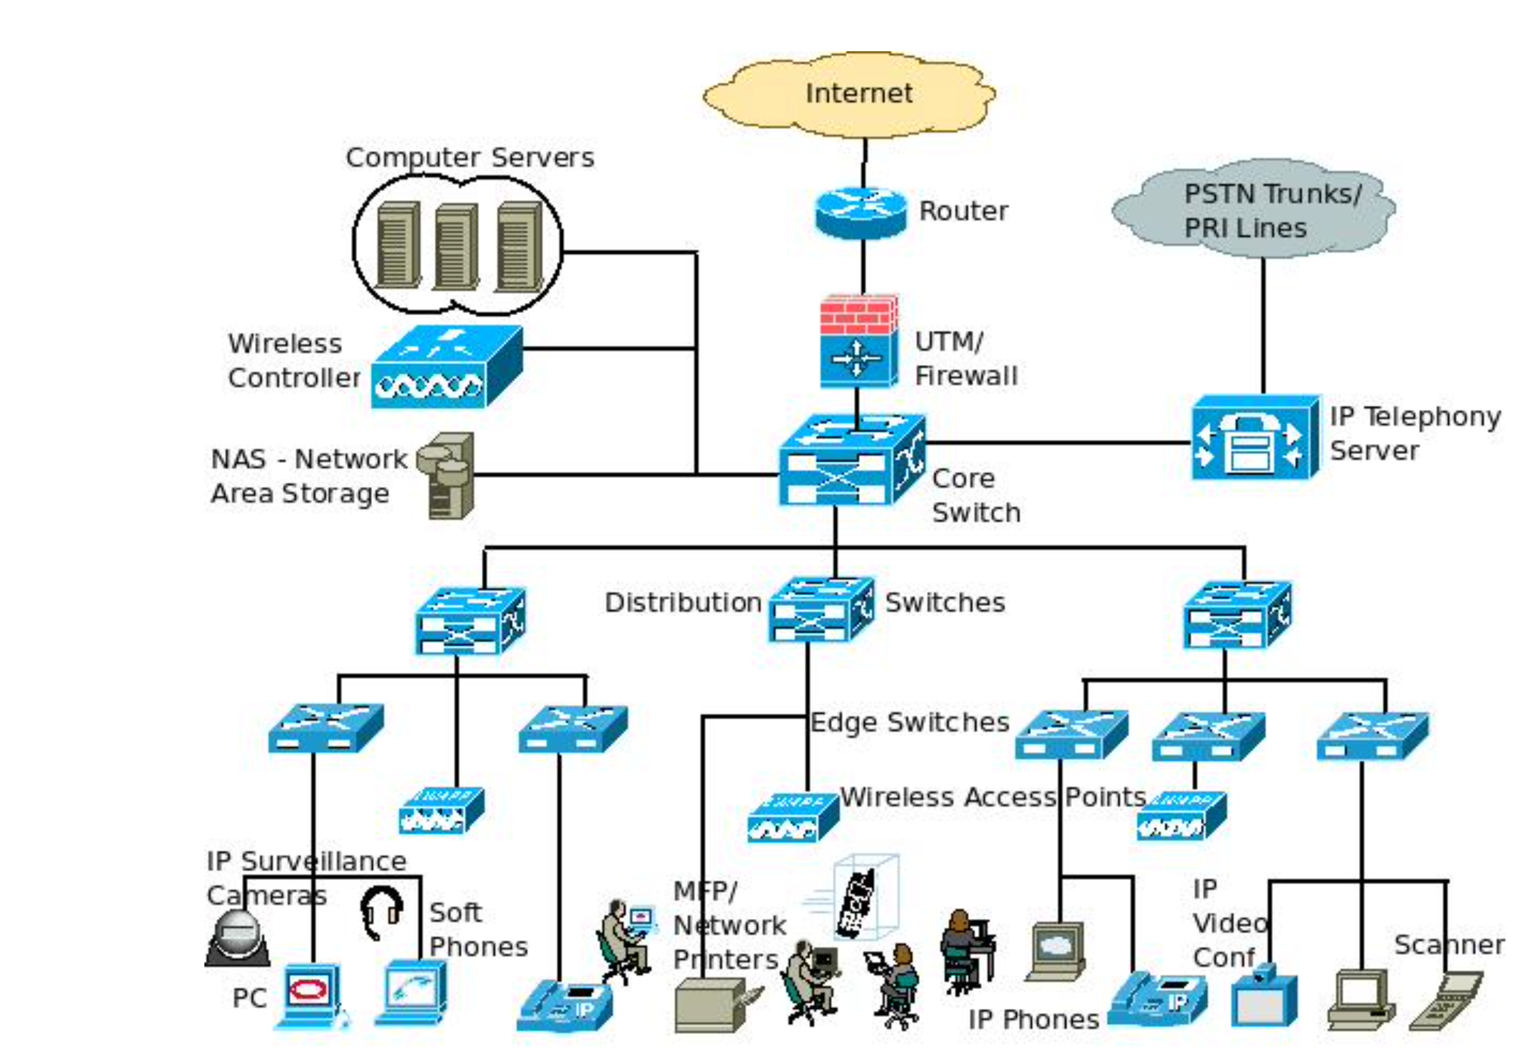 Internet
Computer Servers
PSTN Trunks/
PRI Lines
Router
Wireless
Controller
UTM/
Firewall
IP Telephony
Server
NAS - Network
Area Storage
Core
Switch
Distribution
Switches
Edge Switches
Wireless Access Points
IP Surveillance
Cameras
Soft
Phones
MFP/
Network
Printers
IP
Video
Conf
Scanner
PC
IP
IP Phones
IP